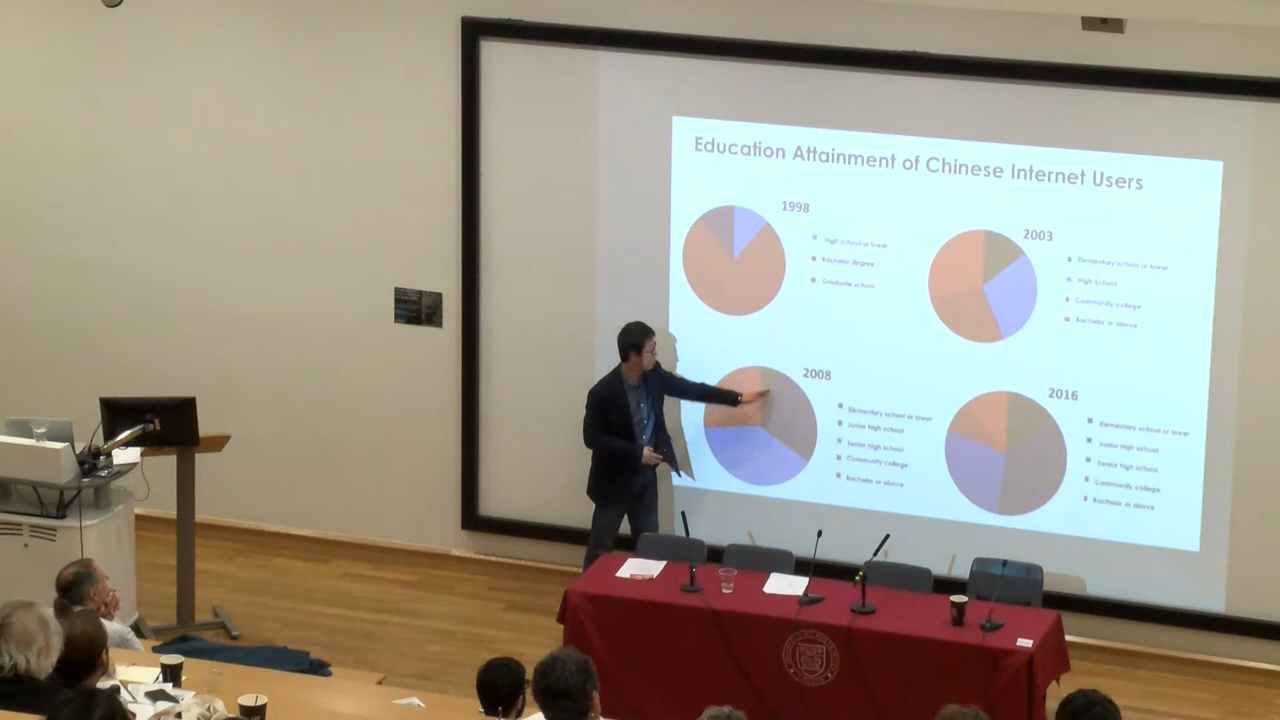 Education Attainment of Chinese Internet Users
1998
High school or lower
Bachelor degree
Graduate school
2003
Elementary school or lower
High School
Community college
Bachelor or above
2008
Elementary school or lower
Junior high school
Senior high school
Community college
Bachelor or above
2016
Elementary school or lower
Junior high school
Senior high school
Community college
Bachelor or above